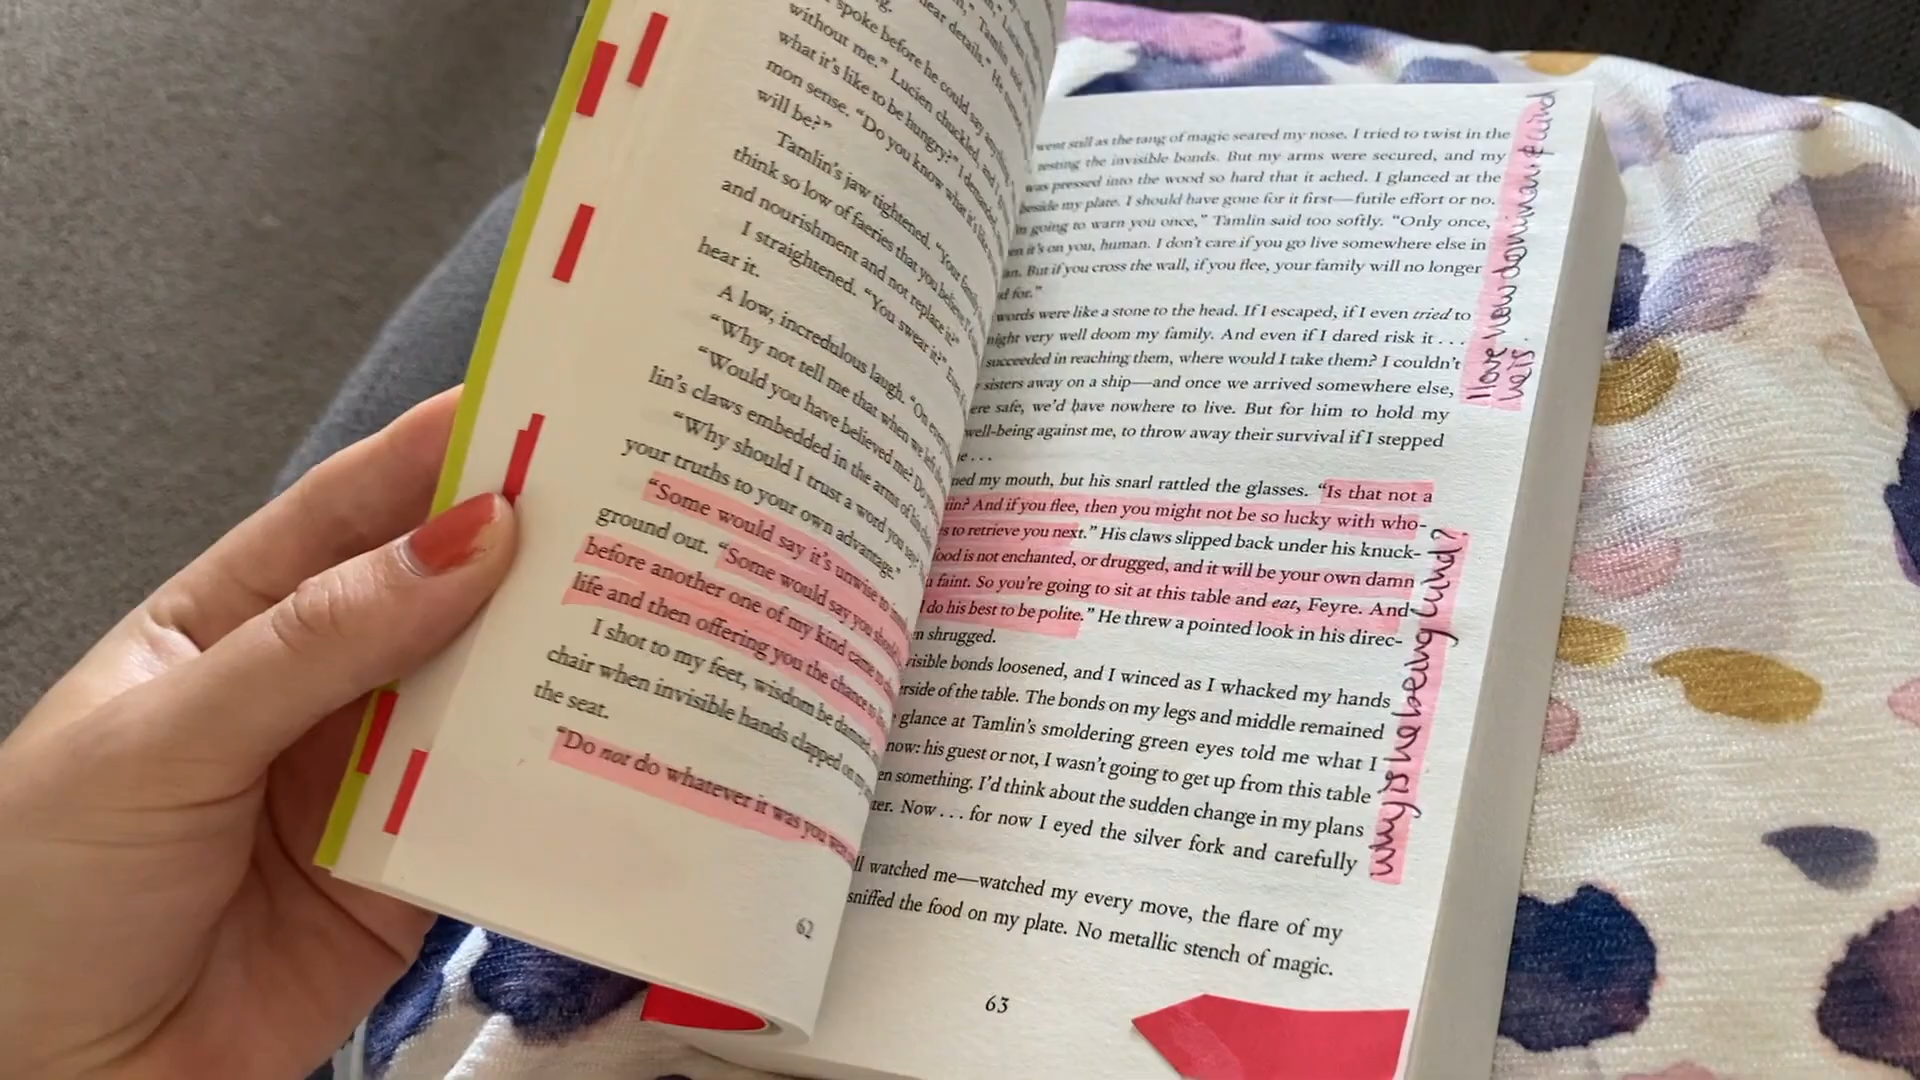 spoke before he could say anything
without me." Lucien chuckled, and I
what it's like to be hungry?" I demanded,
mon sense. "Do you know what it's like
will be?"
Tamlin's jaw tightened. "Your family
think so low of faeries that you believe I'd
and nourishment and not replace it?"
I straightened. "You swear it?"
hear it.
A low, incredulous laugh. "On
"Why not tell me that when we left
"Would you have believed me? Do you
lin's claws embedded in the arms of his
"Why should I trust a word you say?
your truths to your own advantage."
"Some would say it's unwise to
ground out. "Some would say you should
before another one of my kind came to
life and then offering you the chance to
I shot to my feet, wisdom be damned,
chair when invisible hands clapped on my
the seat.
"Do not do whatever it was you
62
went still as the tang of magic seared my nose. I tried to twist in the
testing the invisible bonds. But my arms were secured, and my
was pressed into the wood so hard that it ached. I glanced at the
beside my plate. I should have gone for it first—futile effort or no.
going to warn you once," Tamlin said too softly. "Only once,
it's on you, human. I don't care if you go live somewhere else in
But if you cross the wall, if you flee, your family will no longer
for."
words were like a stone to the head. If I escaped, if I even tried to
might very well doom my family. And even if I dared risk it . . .
succeeded in reaching them, where would I take them? I couldn't
sisters away on a ship—and once we arrived somewhere else,
safe, we'd have nowhere to live. But for him to hold my
well-being against me, to throw away their survival if I stepped
. . .
my mouth, but his snarl rattled the glasses. "Is that not a
And if you flee, then you might not be so lucky with who-
to retrieve you next." His claws slipped back under his knuck-
food is not enchanted, or drugged, and it will be your own damn
faint. So you're going to sit at this table and eat, Feyre. And
do his best to be polite." He threw a pointed look in his direc-
shrugged.
bonds loosened, and I winced as I whacked my hands
of the table. The bonds on my legs and middle remained
glance at Tamlin's smoldering green eyes told me what I
now: his guest or not, I wasn't going to get up from this table
something. I'd think about the sudden change in my plans
Now . . . for now I eyed the silver fork and carefully
watched me—watched my every move, the flare of my
sniffed the food on my plate. No metallic stench of magic.
63
I love how dominant
he is
why is he being kind?